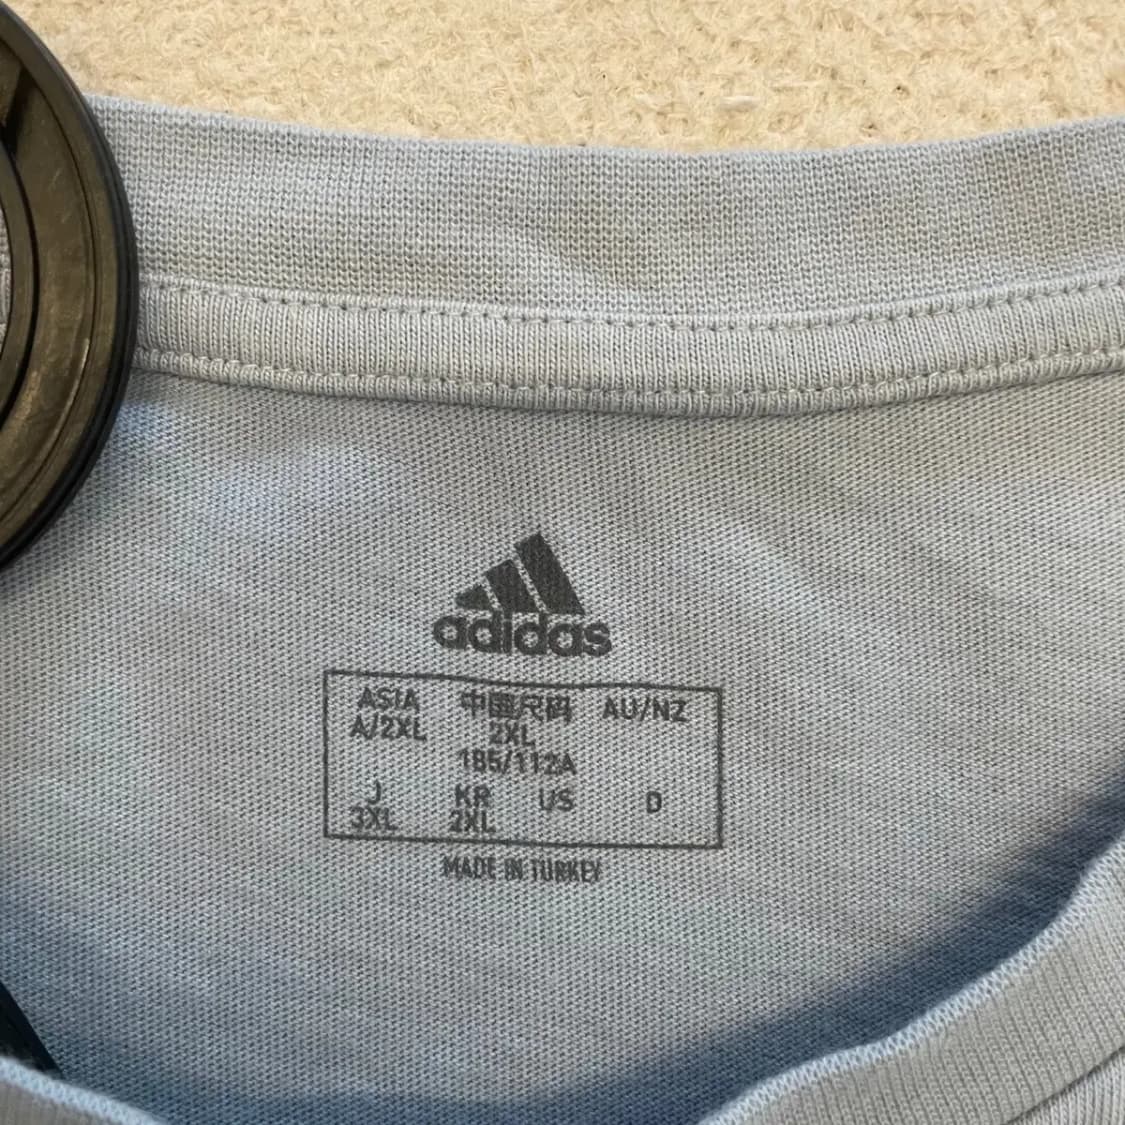 adidas
ASIA 中国尺码 AU/NZ
A/2XL 2XL
185/112A
J KR US D
3XL 2XL
MADE IN TURKEY